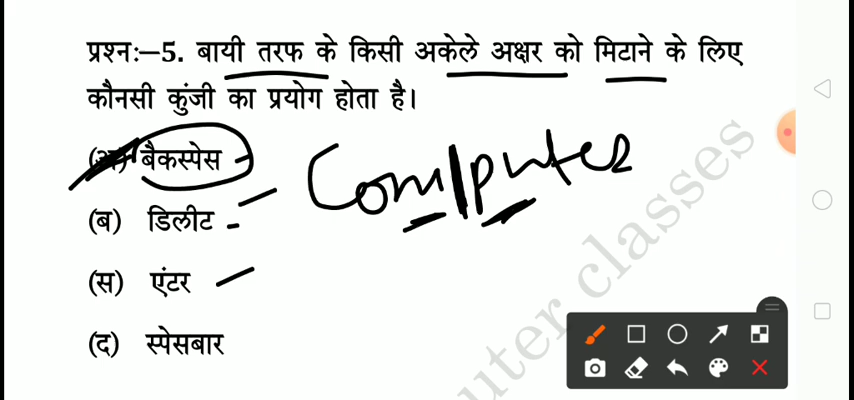 प्रश्नः—5. बायी तरफ के किसी अकेले अक्षर को मिटाने के लिए
कौनसी कुंजी का प्रयोग होता है।
(अ) बैकस्पेस
Computer
(ब) डिलीट
(स) एंटर
(द) स्पेसबार
uter classes